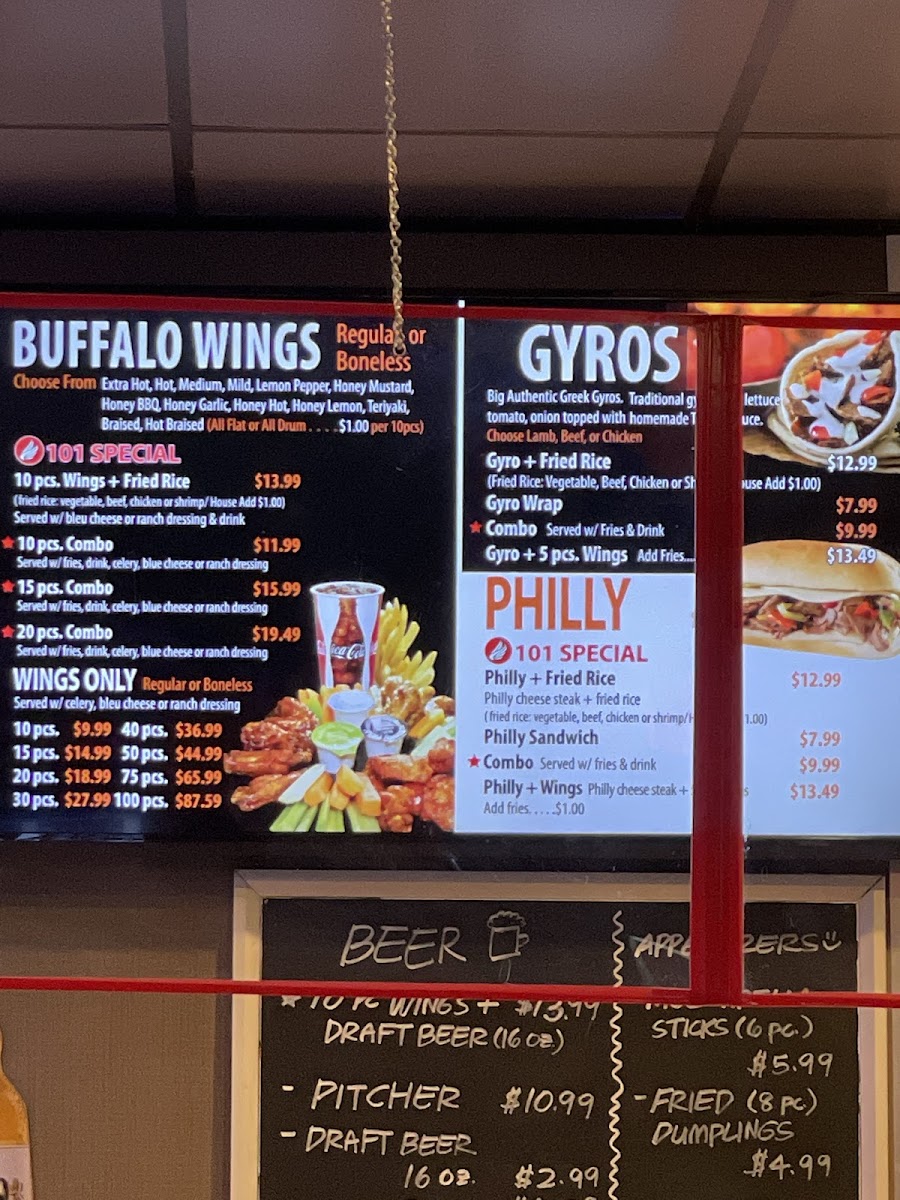 BUFFALO WINGS Regular or Boneless
Choose From Extra Hot, Hot, Medium, Mild, Lemon Pepper, Honey Mustard,
Honey BBQ, Honey Garlic, Honey Hot, Honey Lemon, Teriyaki,
Braised, Hot Braised (All Flat or All Drum . . . . . $1.00 per 10pcs)
101 SPECIAL
10 pcs. Wings + Fried Rice $13.99
(fried rice: vegetable, beef, chicken or shrimp/ House Add $1.00)
Served w/ bleu cheese or ranch dressing & drink
10 pcs. Combo $11.99
Served w/ fries, drink, celery, blue cheese or ranch dressing
15 pcs. Combo $15.99
Served w/ fries, drink, celery, blue cheese or ranch dressing
20 pcs. Combo $19.49
Served w/ fries, drink, celery, blue cheese or ranch dressing
WINGS ONLY Regular or Boneless
Served w/ celery, bleu cheese or ranch dressing
10 pc. $9.99 40 pcs. $36.99
15 pcs. $14.99 50 pcs. $44.99
20 pcs. $18.99 75 pcs. $65.99
30 pcs. $27.99 100 pcs. $87.59
Coca-Cola
GYROS
Big Authentic Greek Gyros. Traditional lettuce
tomato, onion topped with homemade
Choose Lamb, Beef, or Chicken
Gyro + Fried Rice $12.99
(Fried Rice: Vegetable, Beef, Chicken or Add $1.00)
Gyro Wrap $7.99
Combo Served w/ Fries & Drink $9.99
Gyro + 5 pcs. Wings Add Fries.... $13.49
PHILLY
101 SPECIAL
Philly + Fried Rice $12.99
Philly cheese steak + fried rice
(fried rice: vegetable, beef, chicken or shrimp/ 1.00)
Philly Sandwich $7.99
Combo Served w/ fries & drink $9.99
Philly + Wings Philly cheese steak + $13.49
Add fries. . . . .$1.00
BEER
10 PC WINGS + $13.99
DRAFT BEER (16 oz.)
- PITCHER $10.99
- DRAFT BEER
16 oz. $2.99
STICKS (6 PC.)
$5.99
- FRIED (8 PC)
DUMPLINGS
$4.99